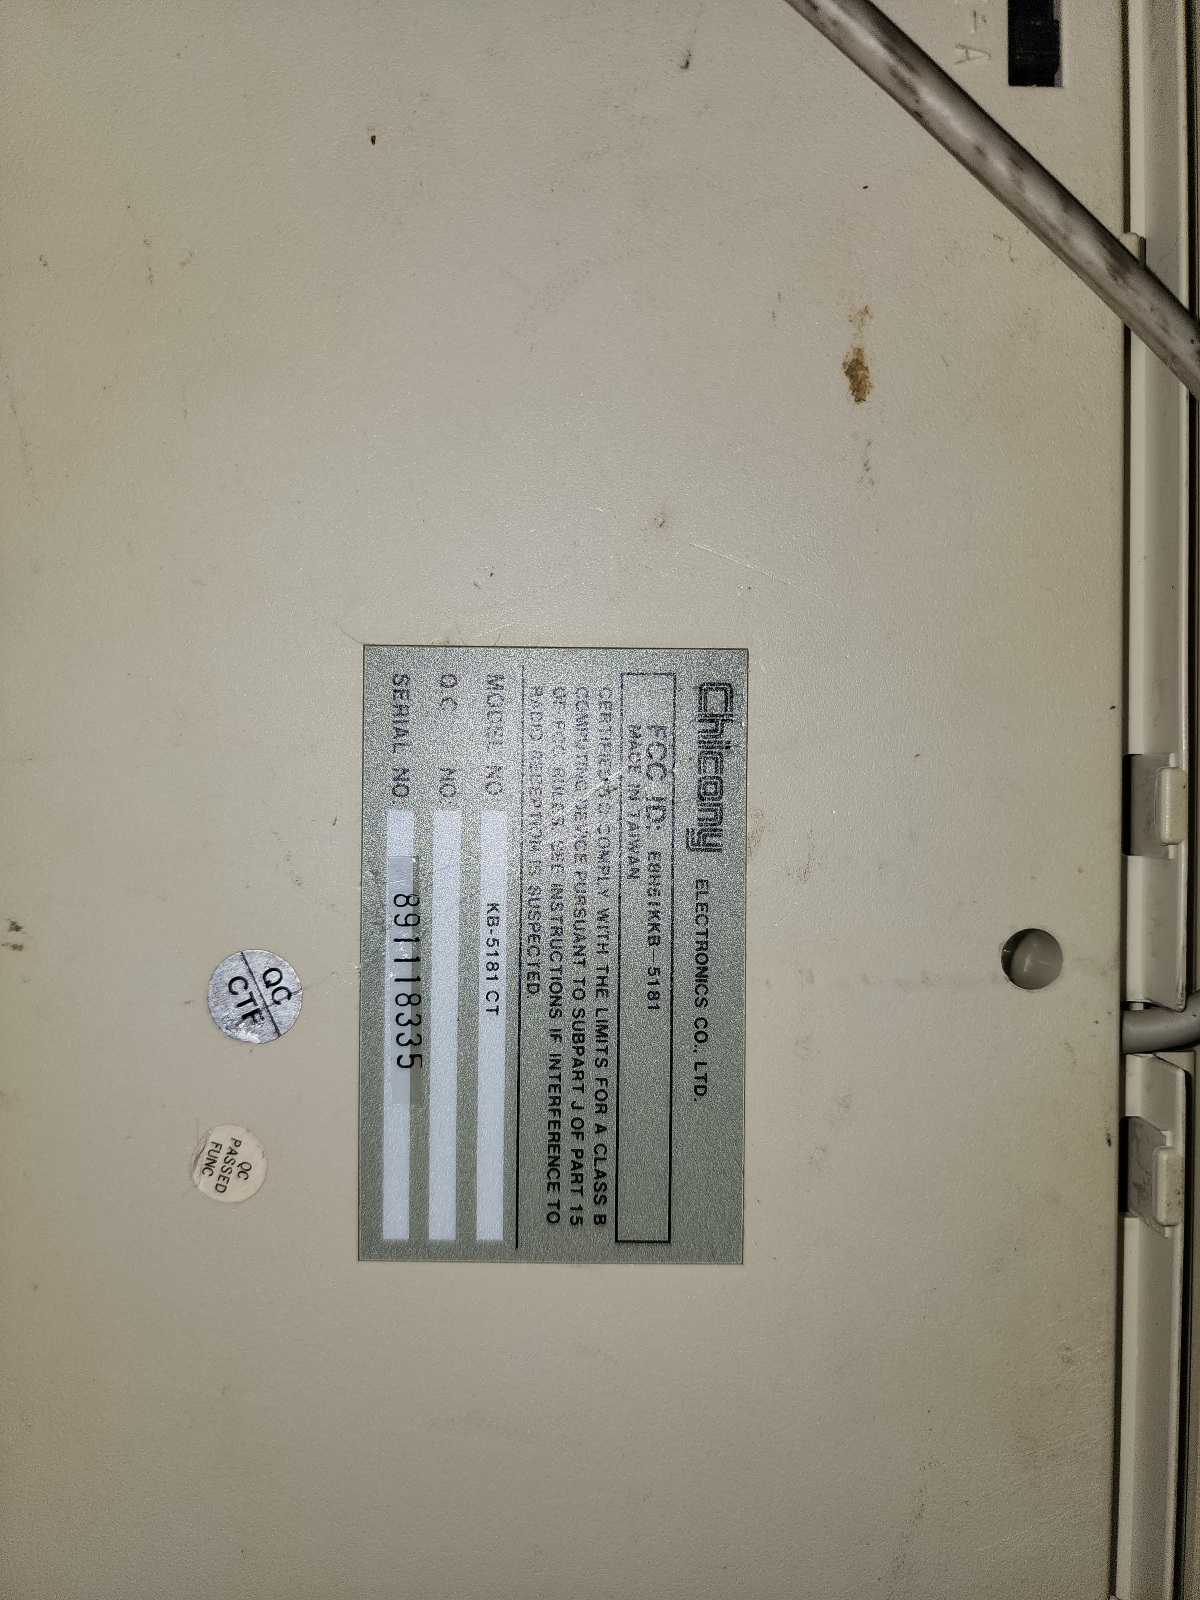 Chicony ELECTRONICS CO., LTD.
FCC ID: E8H51KKB-5181
MADE IN TAIWAN
CERTIFIED TO COMPLY WITH THE LIMITS FOR A CLASS B
COMPUTING DEVICE PURSUANT TO SUBPART J OF PART 15
OF FCC RULES. SEE INSTRUCTIONS IF INTERFERENCE TO
RADIO RECEPTION IS SUSPECTED
MODEL NO. KB-5181 CT
Q.C. NO.
SERIAL NO. 891118335
QC
CTF
QC
PASSED
FUNC
A